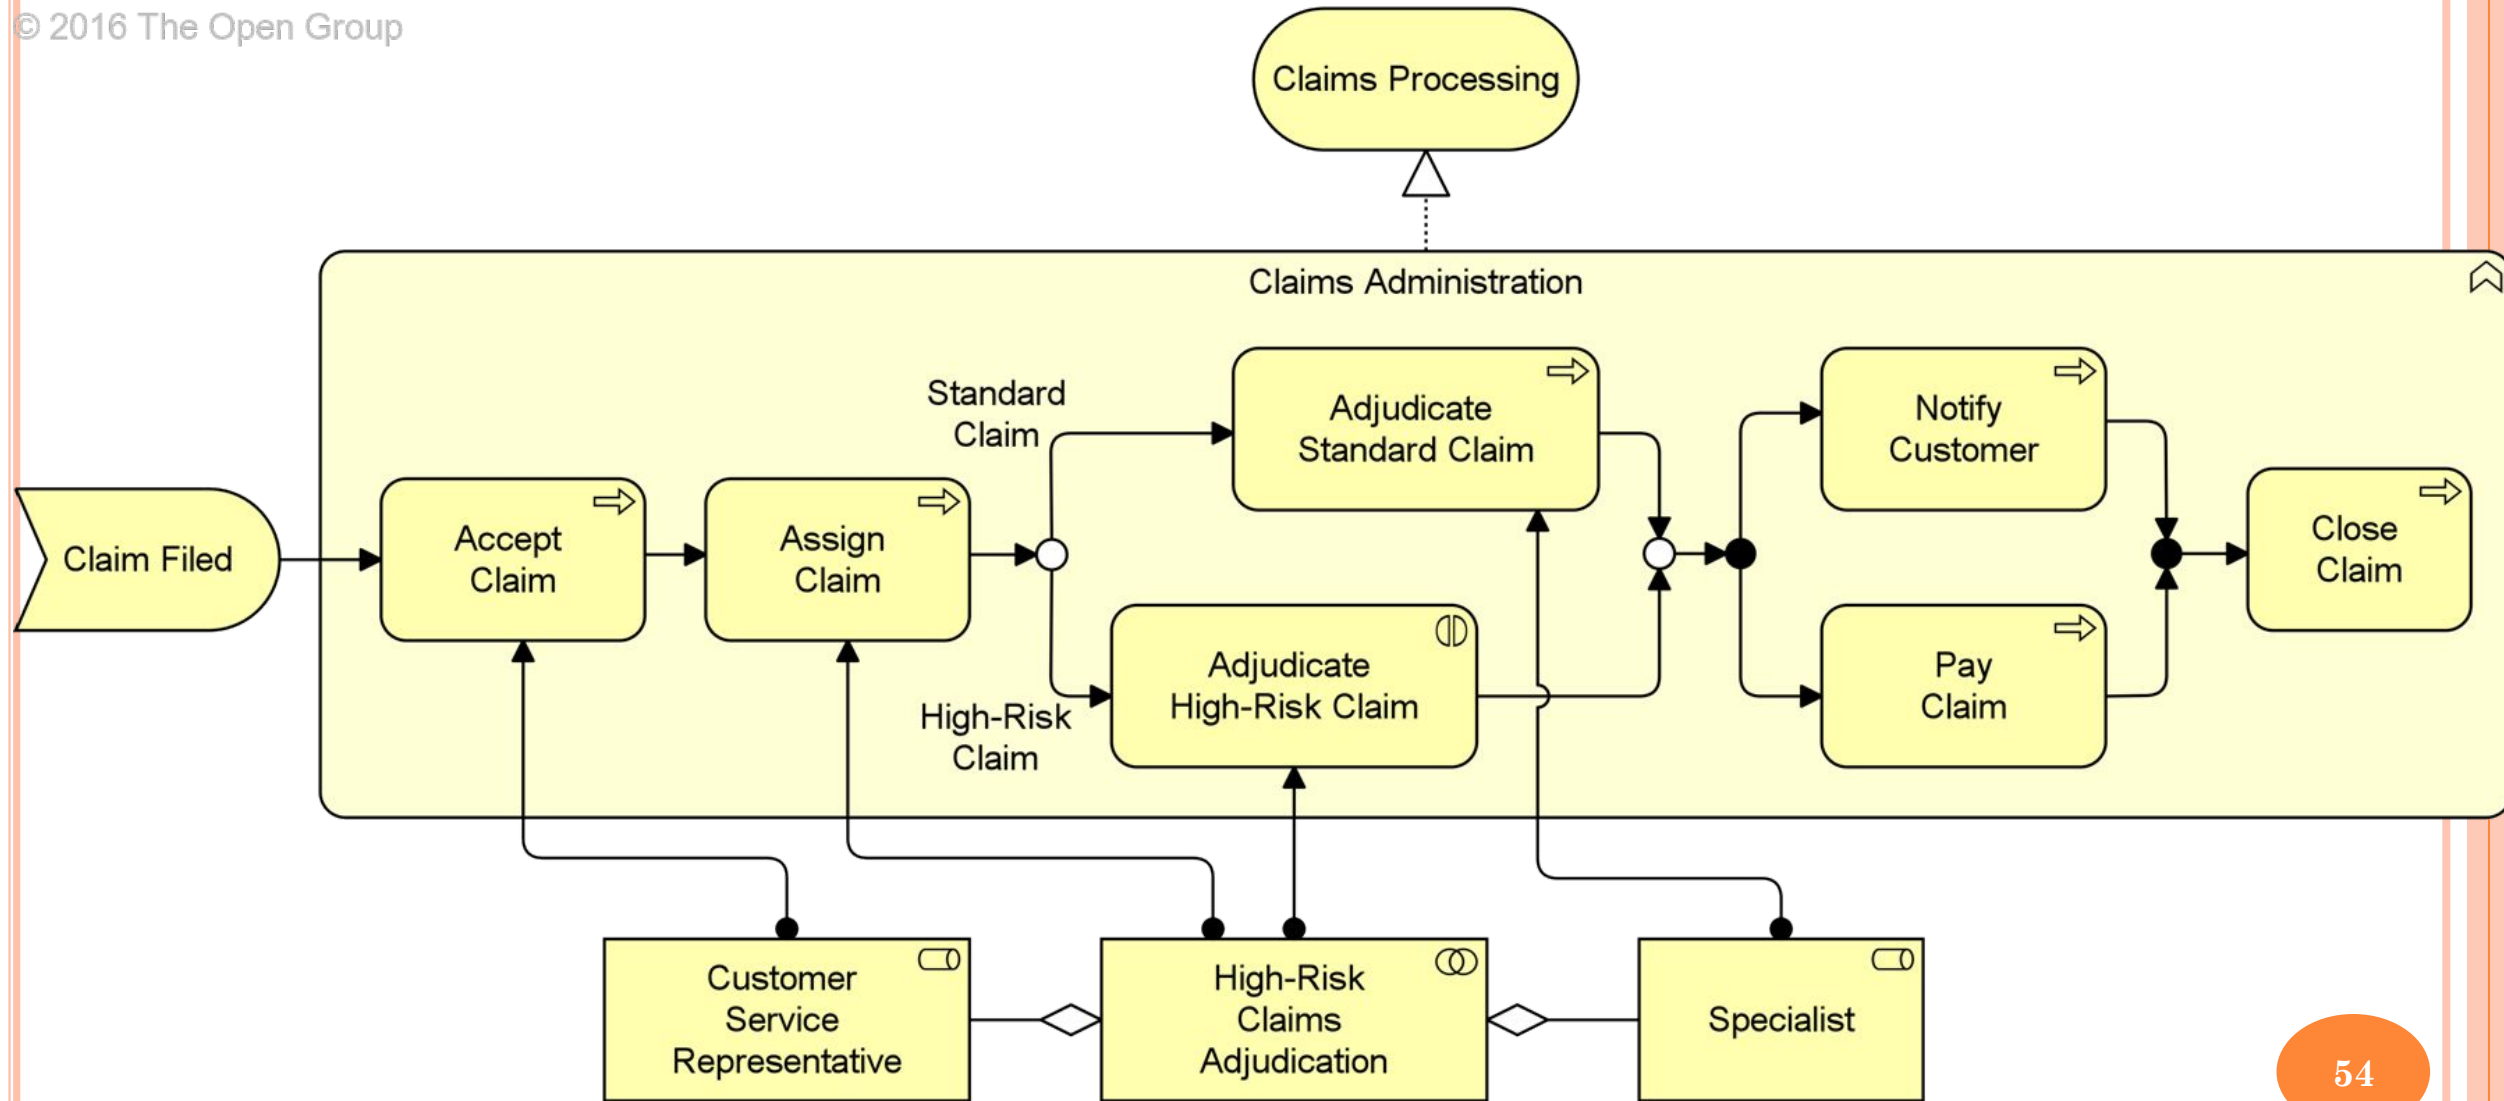 © 2016 The Open Group
Claims Processing
Claims Administration
Claim Filed
Accept
Claim
Assign
Claim
Standard
Claim
High-Risk
Claim
Adjudicate
Standard Claim
Adjudicate
High-Risk Claim
Notify
Customer
Pay
Claim
Close
Claim
Customer
Service
Representative
High-Risk
Claims
Adjudication
Specialist
54